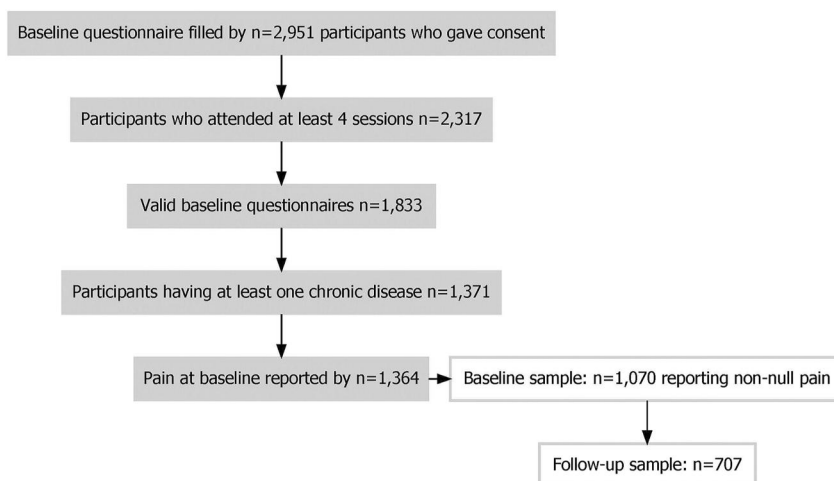 Baseline questionnaire filled by n=2,951 participants who gave consent
Participants who attended at least 4 sessions n=2,317
Valid baseline questionnaires n=1,833
Participants having at least one chronic disease n=1,371
Pain at baseline reported by n=1,364
Baseline sample: n=1,070 reporting non-null pain
Follow-up sample: n=707